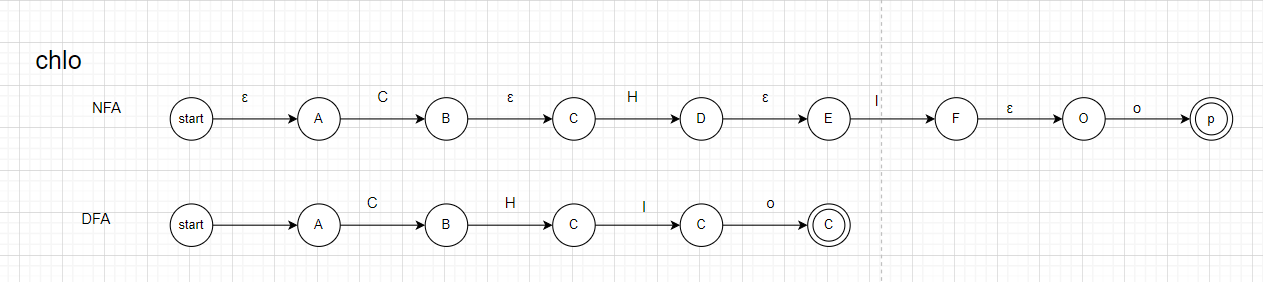 chlo
ε C ε H ε l ε o
NFA start A B C D E F O p
C H l o
DFA start A B C C C